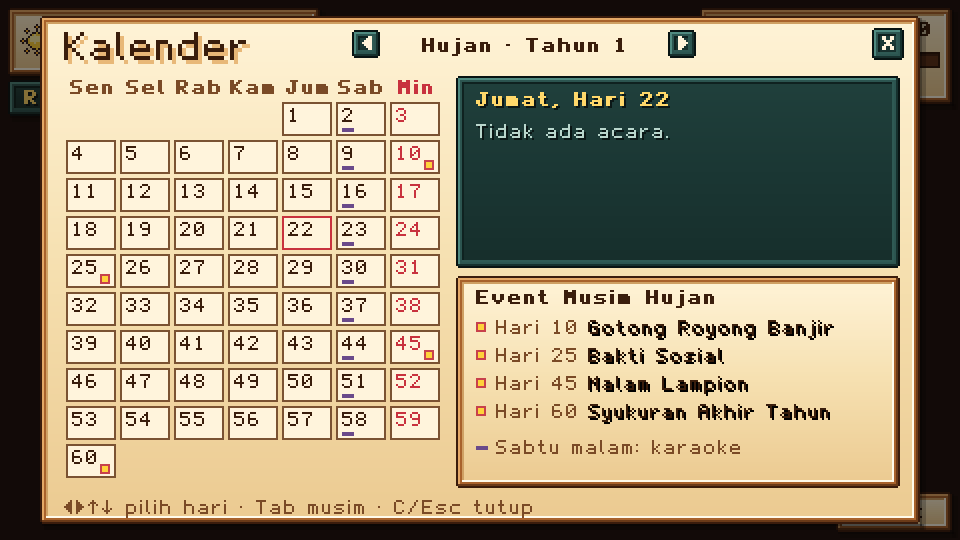 Kalender
Hujan · Tahun 1
X
R
Sen Sel Rab Kam Jum Sab Min
1 2 3
4 5 6 7 8 9 10
11 12 13 14 15 16 17
18 19 20 21 22 23 24
25 26 27 28 29 30 31
32 33 34 35 36 37 38
39 40 41 42 43 44 45
46 47 48 49 50 51 52
53 54 55 56 57 58 59
60
Jumat, Hari 22
Tidak ada acara.
Event Musim Hujan
Hari 10 Gotong Royong Banjir
Hari 25 Bakti Sosial
Hari 45 Malam Lampion
Hari 60 Syukuran Akhir Tahun
Sabtu malam: karaoke
↑↓ pilih hari · Tab musim · C/Esc tutup